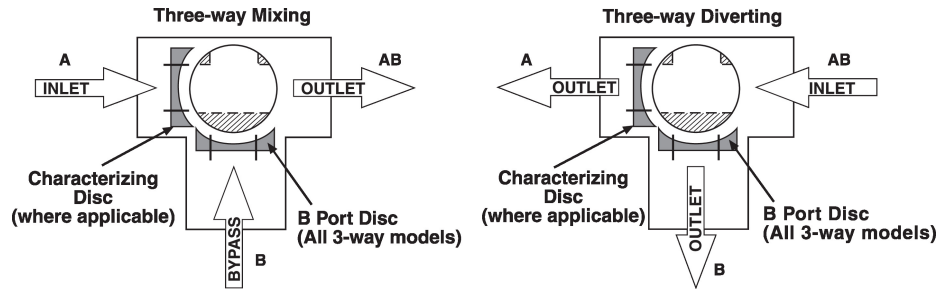 Three-way Mixing
A
INLET
AB
OUTLET
Characterizing
Disc
(where applicable)
B Port Disc
(All 3-way models)
BYPASS
B
Three-way Diverting
A
OUTLET
AB
INLET
Characterizing
Disc
(where applicable)
B Port Disc
(All 3-way models)
OUTLET
B